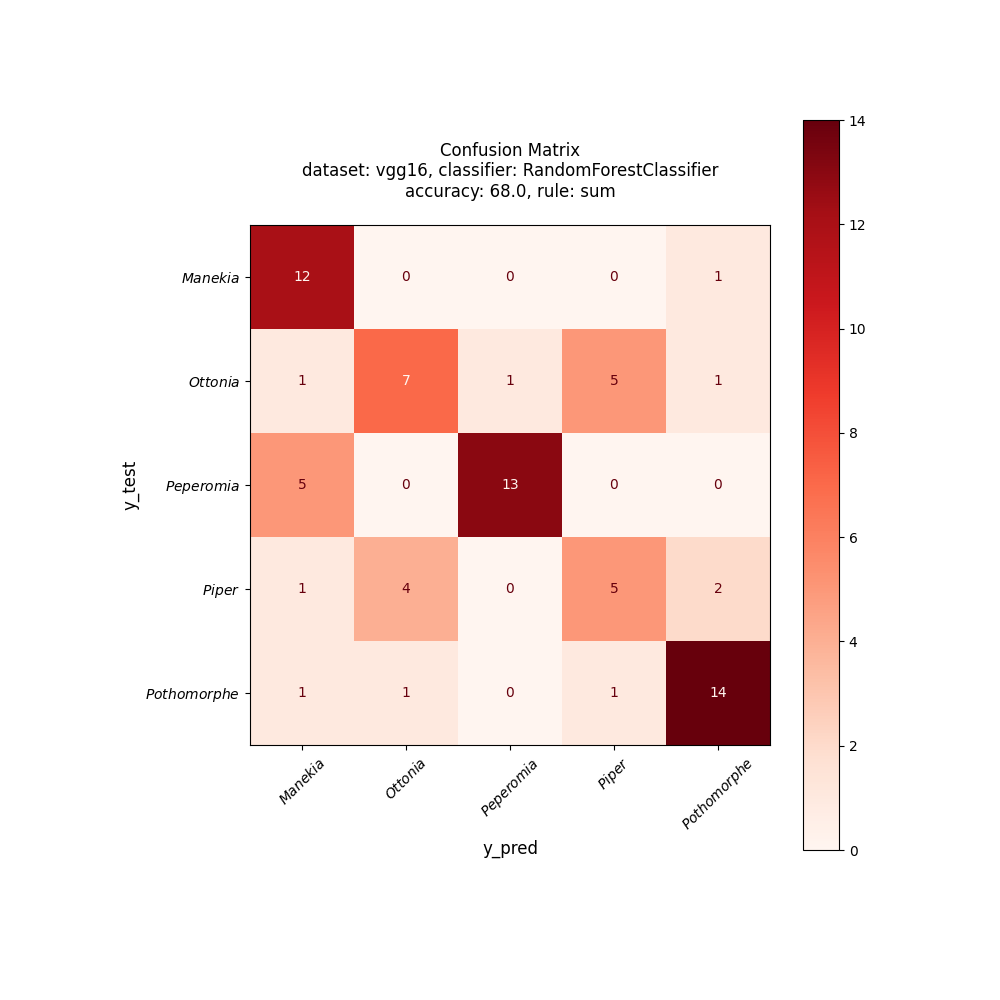 Confusion Matrix
dataset: vgg16, classifier: RandomForestClassifier
accuracy: 68.0, rule: sum
Manekia 12 0 0 0 1
Ottonia 1 7 1 5 1
Peperomia 5 0 13 0 0
Piper 1 4 0 5 2
Pothomorphe 1 1 0 1 14
Manekia Ottonia Peperomia Piper Pothomorphe
y_pred
y_test
14
12
10
8
6
4
2
0